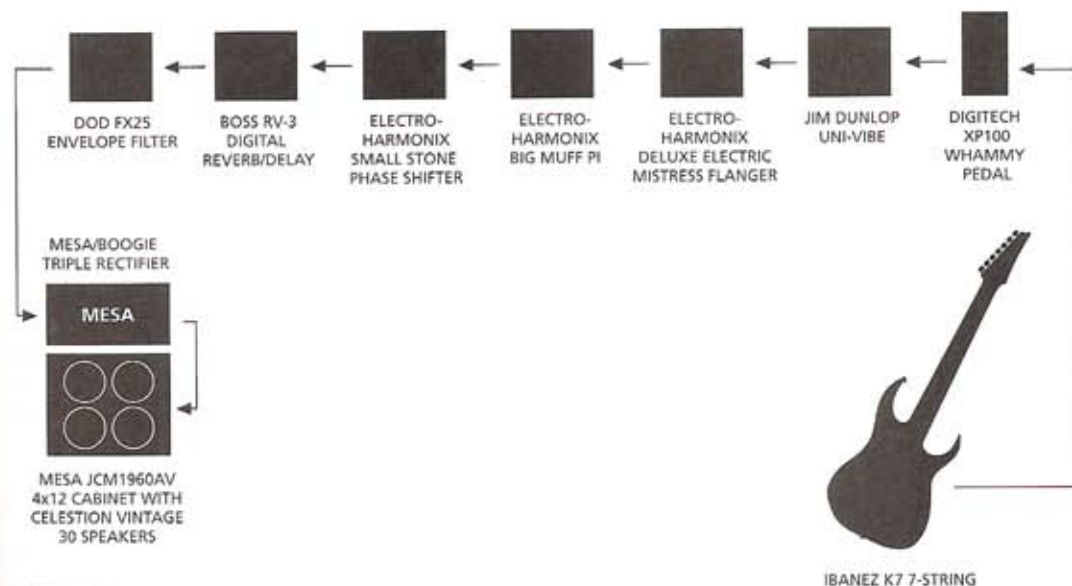 DOD FX25
ENVELOPE FILTER
BOSS RV-3
DIGITAL
REVERB/DELAY
ELECTRO-
HARMONIX
SMALL STONE
PHASE SHIFTER
ELECTRO-
HARMONIX
BIG MUFF PI
ELECTRO-
HARMONIX
DELUXE ELECTRIC
MISTRESS FLANGER
JIM DUNLOP
UNI-VIBE
DIGITECH
XP100
WHAMMY
PEDAL
MESA/BOOGIE
TRIPLE RECTIFIER
MESA
MESA JCM1960AV
4x12 CABINET WITH
CELESTION VINTAGE
30 SPEAKERS
IBANEZ K7 7-STRING